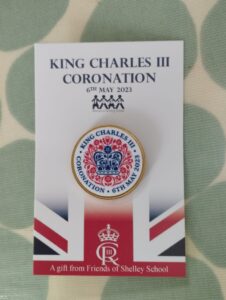 KING CHARLES III
CORONATION
6TH MAY 2023
KING CHARLES III ·
CORONATION · 6TH MAY 2023
C III R
A gift from Friends of Shelley School